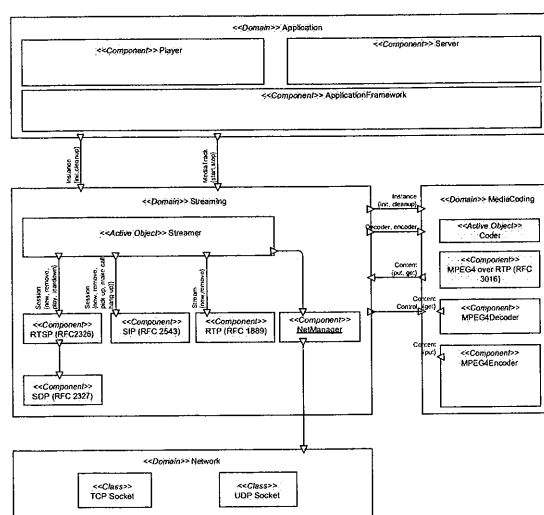 <<Domain>> Application
<<Component>> Player
<<Component>> Server
<<Component>> ApplicationFramework
Instance
(init,cleanup)
MediaTrack
(start,stop)
<<Domain>> Streaming
<<Active Object>> Streamer
Session
(new, remove,
play, teardown)
Session
(new, remove,
pick up, make call,
hang up)
Stream
(new,remove)
<<Component>>
RTSP (RFC2326)
<<Component>>
SIP (RFC 2543)
<<Component>>
RTP (RFC 1889)
<<Component>>
NetManager
<<Component>>
SDP (RFC 2327)
Instance
(init, cleanup)
Decoder, encoder
Content
(put, get)
Control
<<Domain>> MediaCoding
<<Active Object>>
Coder
<<Component>>
MPEG4 over RTP (RFC
3016)
Content
(get)
<<Component>>
MPEG4Decoder
Content
(put)
<<Component>>
MPEG4Encoder
<<Domain>> Network
<<Class>>
TCP Socket
<<Class>>
UDP Socket